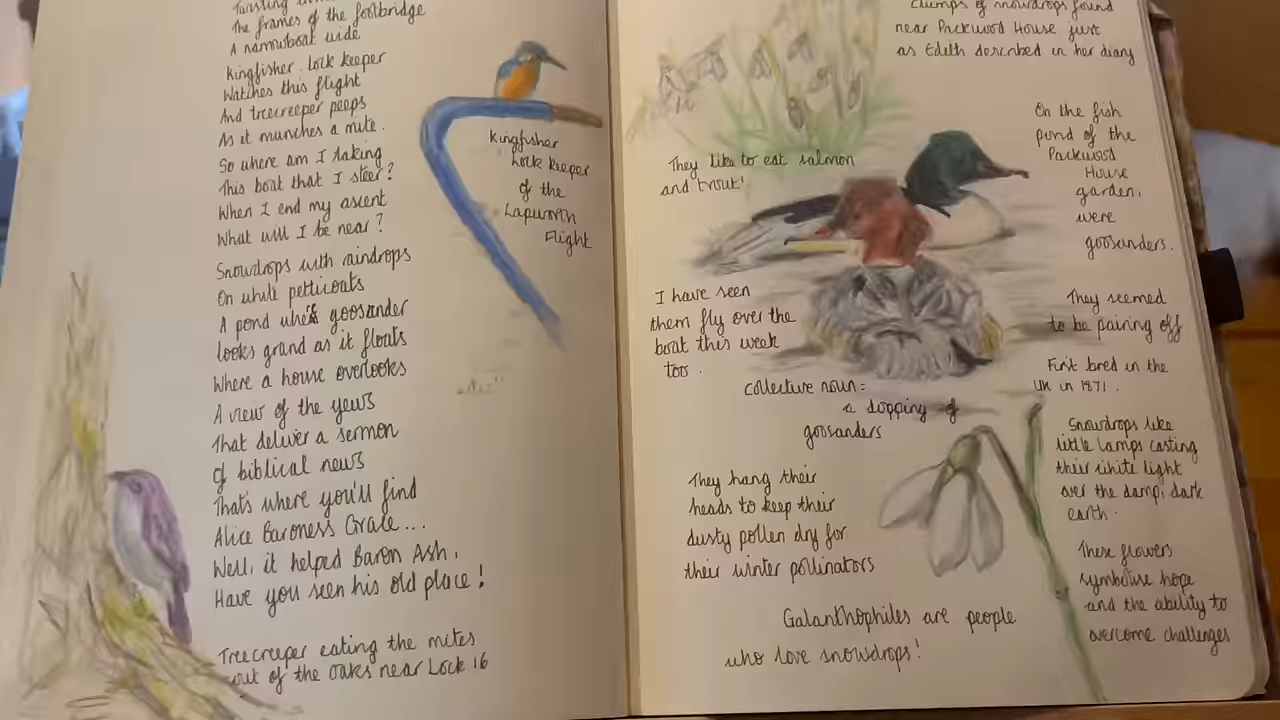 Twisting
The frames of the footbridge
A narrowboat wide
Kingfisher, lock keeper
Watches this flight
And treecreeper peeps
As it munches a mite.
So where am I taking
This boat that I steer?
When I end my ascent
What will I be near?
Snowdrops with raindrops
On white petticoats
A pond where goosander
looks grand as it floats
Where a house overlooks
A view of the yews
That deliver a sermon
of biblical news
That's where you'll find
Alice Baroness
Well, it helped Baron Ash,
Have you seen his old place!
Treecreeper eating the mites
out of the oaks near Lock 16
Kingfisher
Lock keeper
of the
Lapworth
Flight
Clumps of snowdrops found
near Packwood House just
as Edith described in her diary
They like to eat salmon
and trout!
On the fish
pond of the
Packwood
House
garden,
were
goosanders.
I have seen
them fly over the
boat this week
too.
They seemed
to be pairing off
First bred in the
UK in 1871.
collective noun:
a dopping of
goosanders
Snowdrops like
little lamps casting
their white light
over the damp, dark
earth.
They hang their
heads to keep their
dusty pollen dry for
their winter pollinators
These flowers
symbolise hope
and the ability to
overcome challenges
Galanthophiles are people
who love snowdrops!